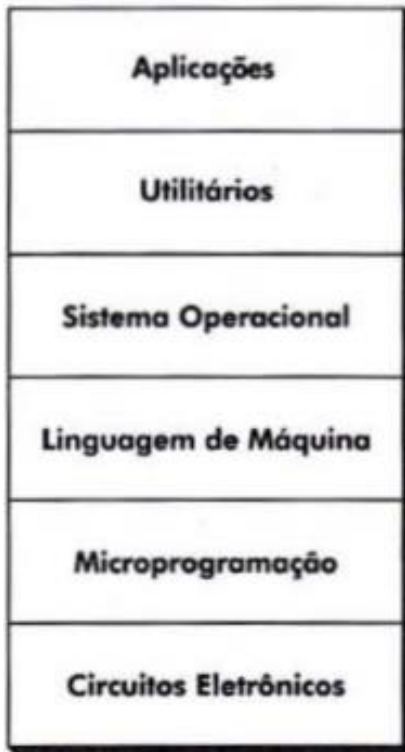 Aplicações
Utilitários
Sistema Operacional
Linguagem de Máquina
Microprogramação
Circuitos Eletrônicos